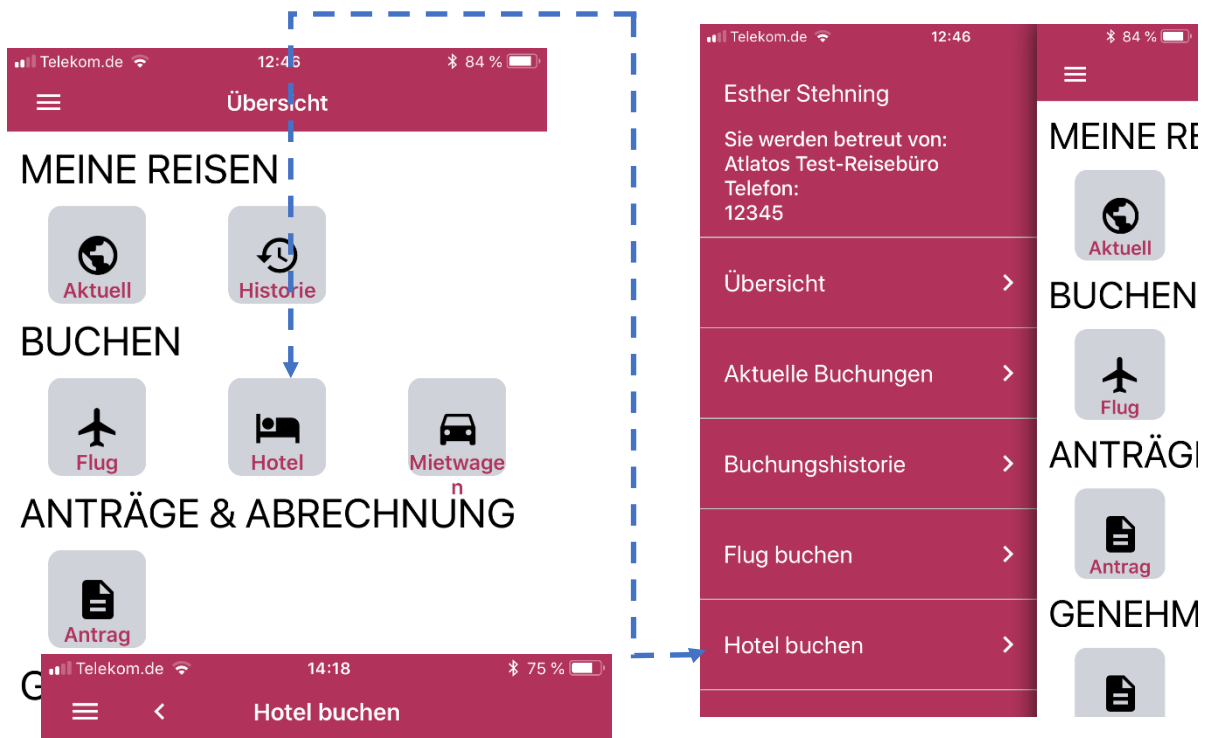 Telekom.de 12:46 84 %
Übersicht
MEINE REISEN
Aktuell Historie
BUCHEN
Flug Hotel Mietwage
n
ANTRÄGE & ABRECHNUNG
Antrag
G
Telekom.de 14:18 75 %
Hotel buchen
Telekom.de 12:46
Esther Stehning
Sie werden betreut von:
Atlatos Test-Reisebüro
Telefon:
12345
Übersicht
Aktuelle Buchungen
Buchungshistorie
Flug buchen
Hotel buchen
84 %
MEINE RE
Aktuell
BUCHEN
Flug
ANTRÄG
Antrag
GENEHM